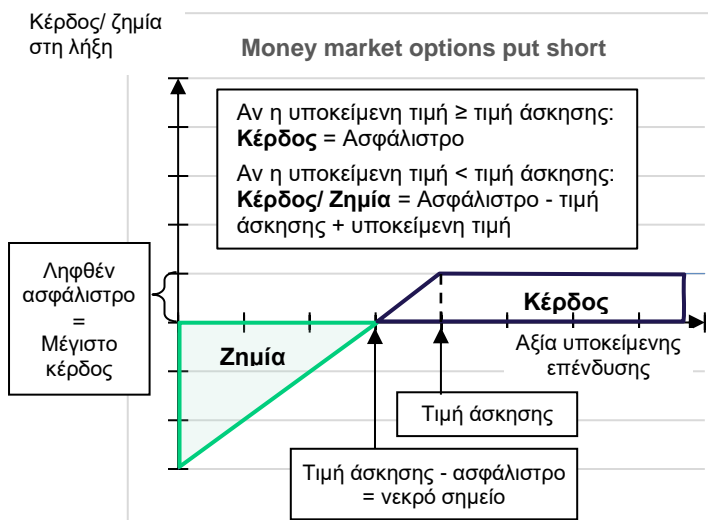 Κέρδος/ ζημία
στη λήξη
Money market options put short
Αν η υποκείμενη τιμή ≥ τιμή άσκησης:
Κέρδος = Ασφάλιστρο
Αν η υποκείμενη τιμή < τιμή άσκησης:
Κέρδος/ Ζημία = Ασφάλιστρο - τιμή
άσκησης + υποκείμενη τιμή
Ληφθέν
ασφάλιστρο
=
Μέγιστο
κέρδος
Κέρδος
Ζημία
Αξία υποκείμενης
επένδυσης
Τιμή άσκησης
Τιμή άσκησης - ασφάλιστρο
= νεκρό σημείο